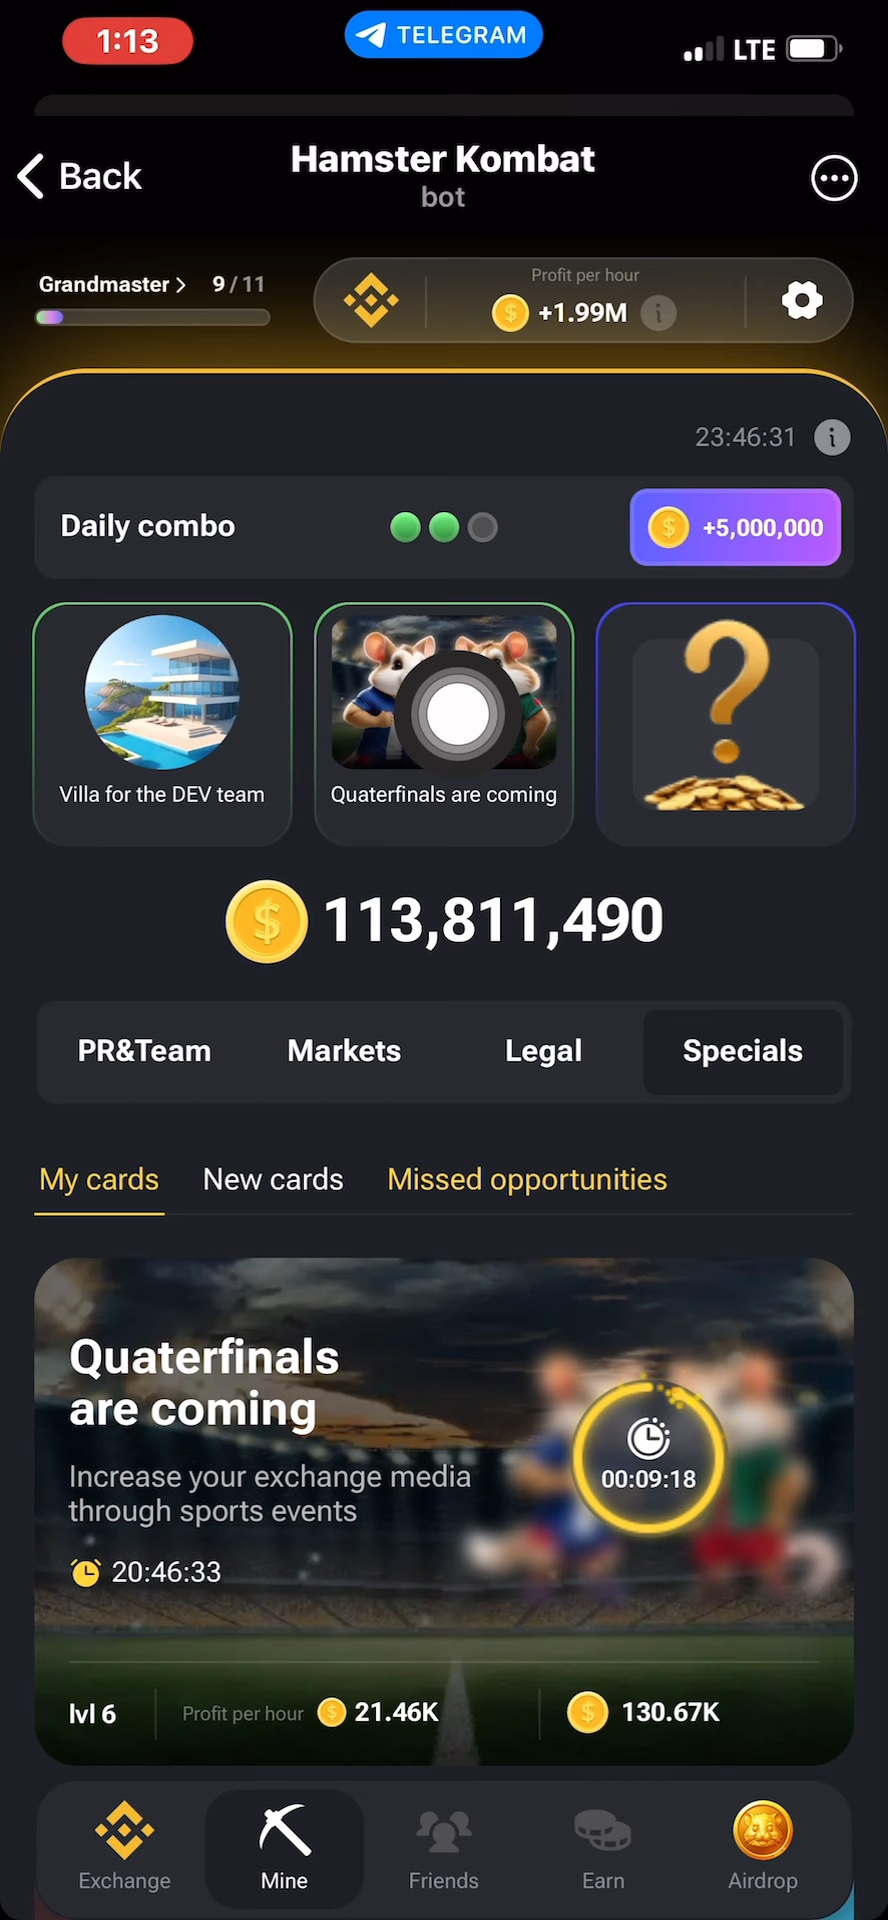 1:13
TELEGRAM
LTE
Back
Hamster Kombat
bot
Grandmaster
9/11
Profit per hour
+1.99M
23:46:31
Daily combo
+5,000,000
Villa for the DEV team
Quaterfinals are coming
113,811,490
PR&Team
Markets
Legal
Specials
My cards
New cards
Missed opportunities
Quaterfinals
are coming
Increase your exchange media
through sports events
00:09:18
20:46:33
lvl 6
Profit per hour
21.46K
130.67K
Exchange
Mine
Friends
Earn
Airdrop